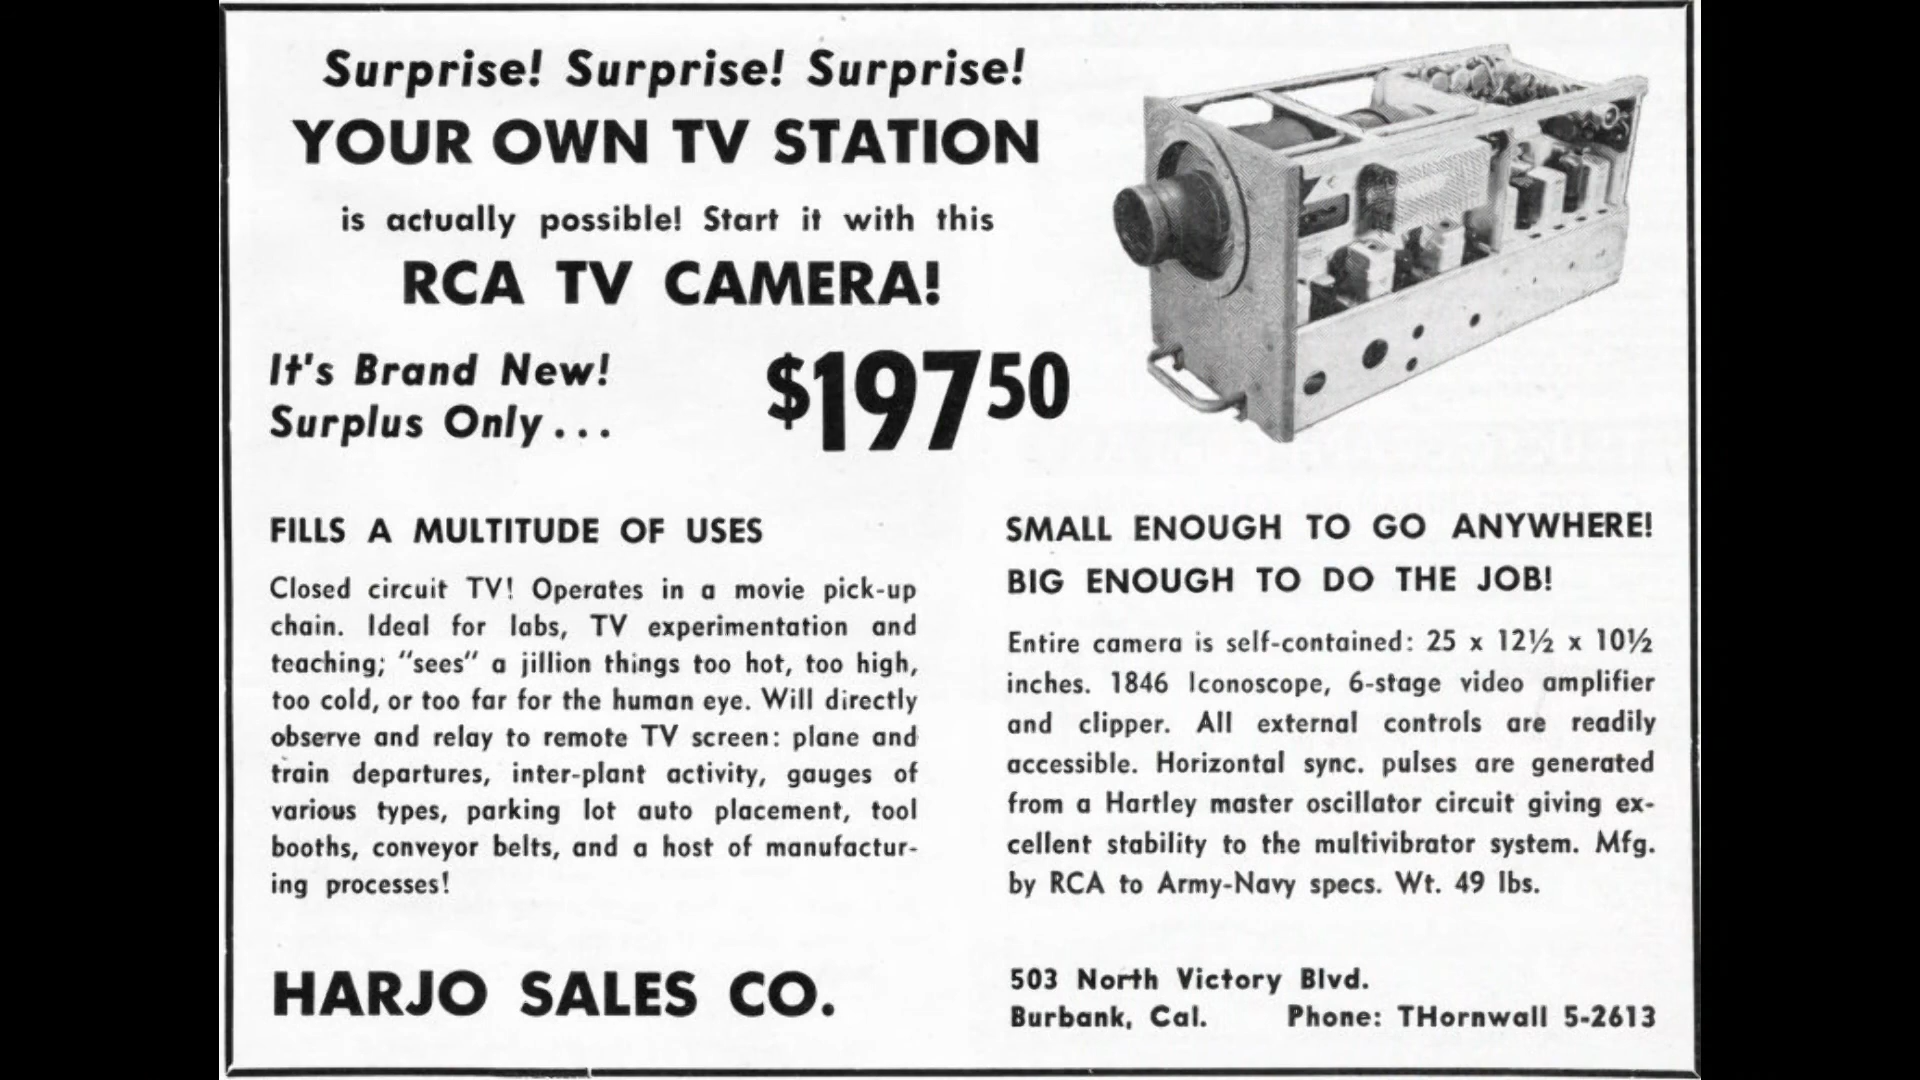 Surprise! Surprise! Surprise!
YOUR OWN TV STATION
is actually possible! Start it with this
RCA TV CAMERA!
It's Brand New!
Surplus Only...
$197 50
FILLS A MULTITUDE OF USES
Closed circuit TV! Operates in a movie pick-up
chain. Ideal for labs, TV experimentation and
teaching; "sees" a jillion things too hot, too high,
too cold, or too far for the human eye. Will directly
observe and relay to remote TV screen: plane and
train departures, inter-plant activity, gauges of
various types, parking lot auto placement, tool
booths, conveyor belts, and a host of manufactur-
ing processes!
SMALL ENOUGH TO GO ANYWHERE!
BIG ENOUGH TO DO THE JOB!
Entire camera is self-contained: 25 x 12½ x 10½
inches. 1846 Iconoscope, 6-stage video amplifier
and clipper. All external controls are readily
accessible. Horizontal sync. pulses are generated
from a Hartley master oscillator circuit giving ex-
cellent stability to the multivibrator system. Mfg.
by RCA to Army-Navy specs. Wt. 49 lbs.
HARJO SALES CO.
503 North Victory Blvd.
Burbank, Cal. Phone: THornwall 5-2613